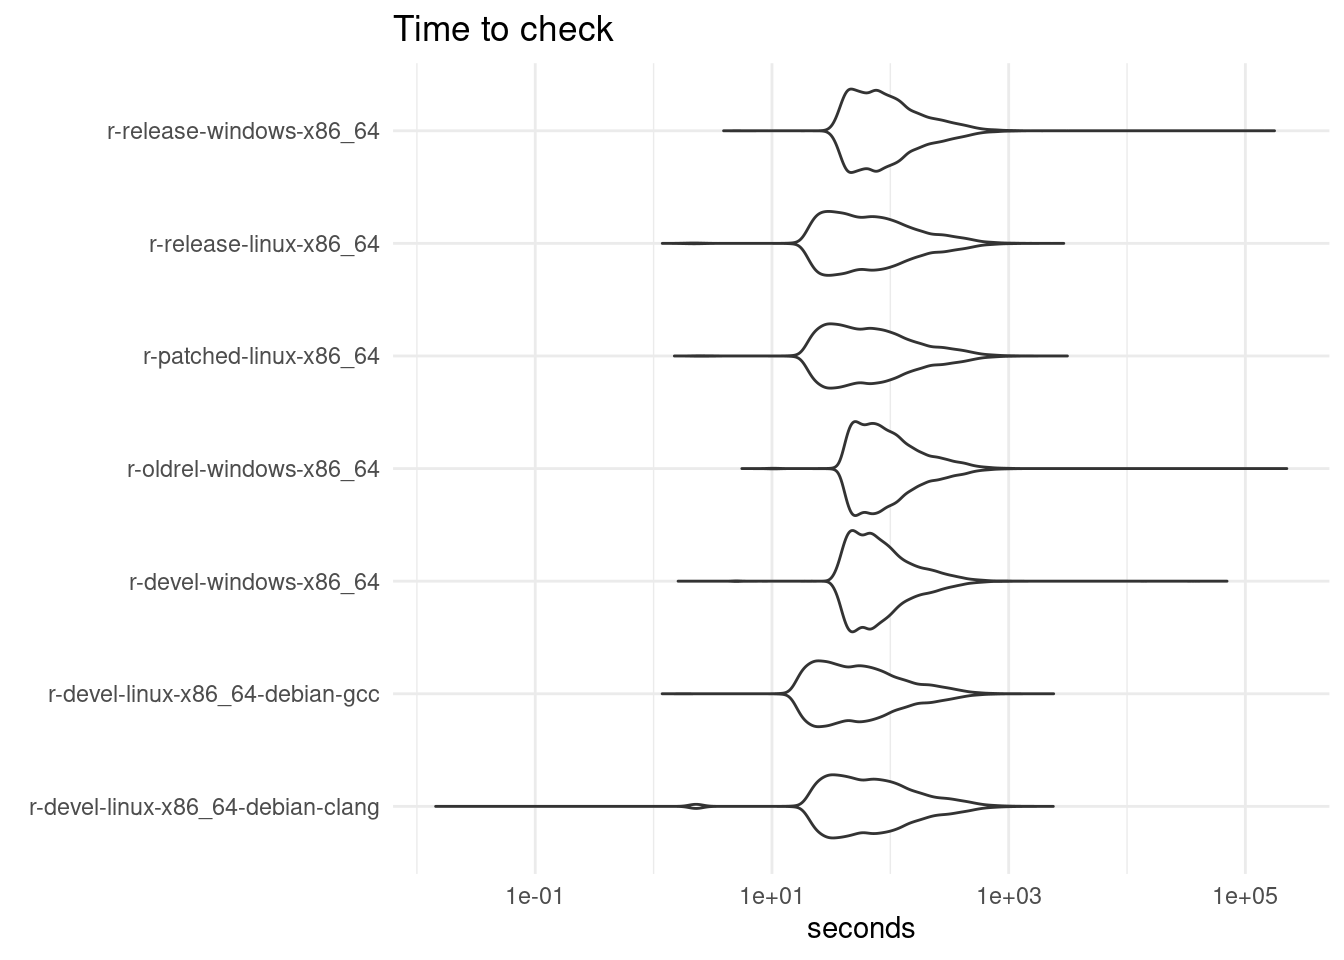 Time to check
r-release-windows-x86_64
r-release-linux-x86_64
r-patched-linux-x86_64
r-oldrel-windows-x86_64
r-devel-windows-x86_64
r-devel-linux-x86_64-debian-gcc
r-devel-linux-x86_64-debian-clang
1e-01 1e+01 1e+03 1e+05
seconds